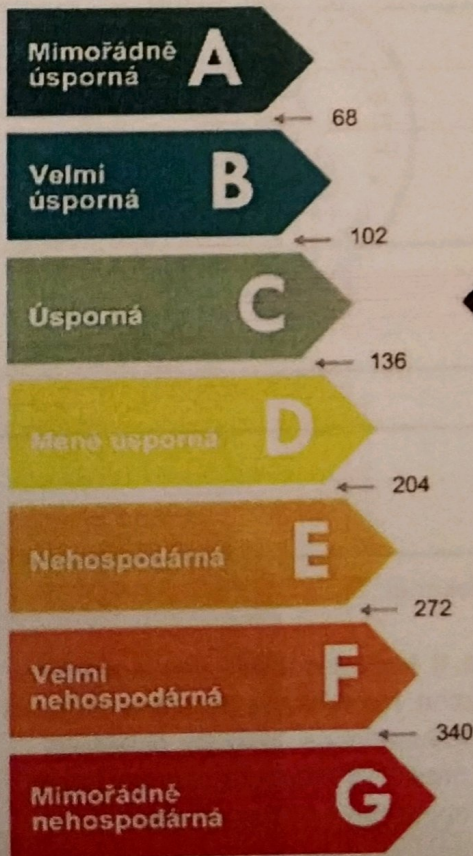 Mimořádně
úsporná
A
68
Velmi
úsporná
B
102
Úsporná
C
136
Méně úsporná
D
204
Nehospodárná
E
272
Velmi
nehospodárná
F
340
Mimořádně
nehospodárná
G